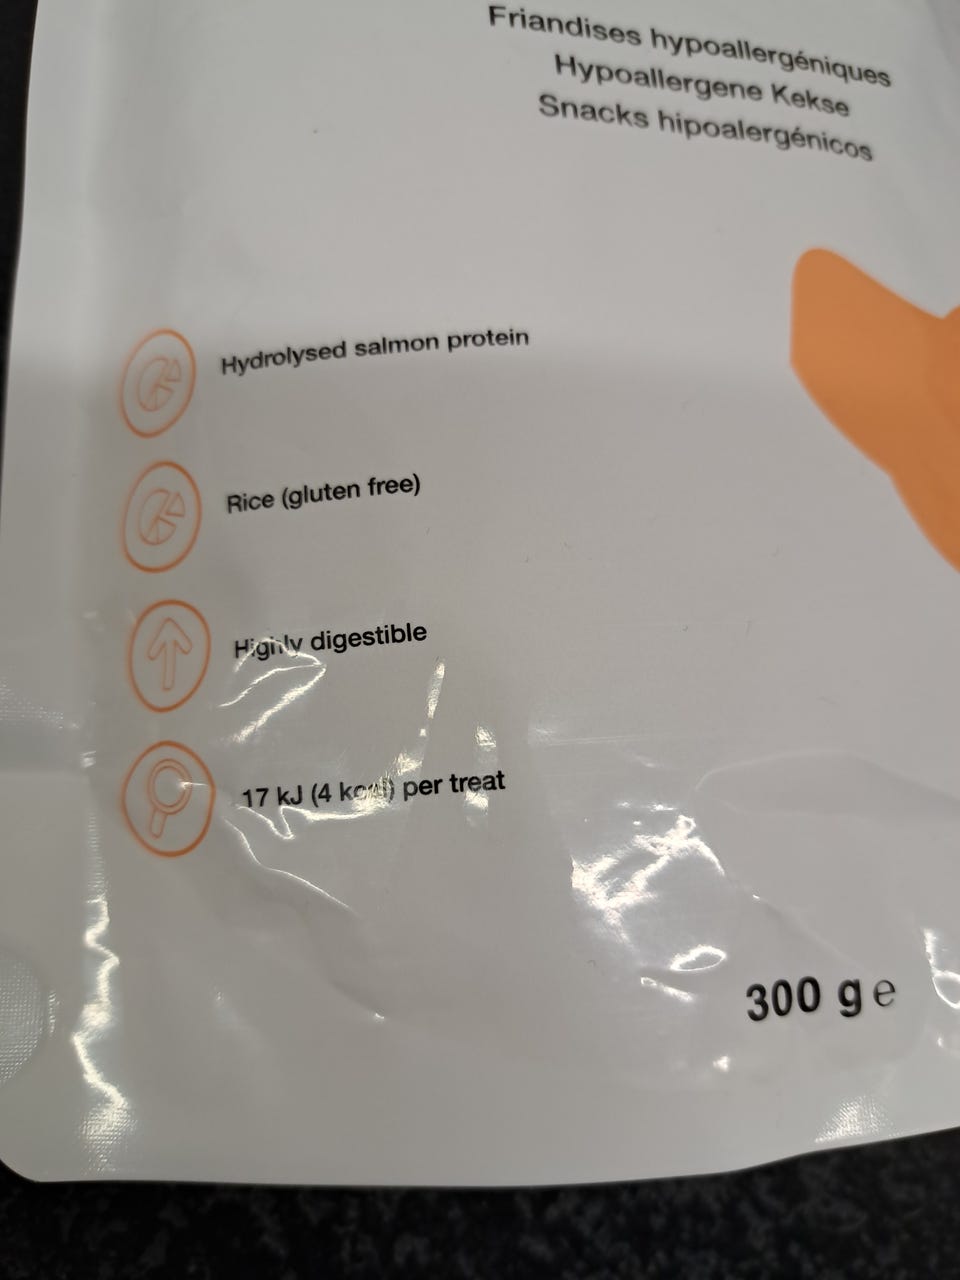 Friandises hypoallergéniques
Hypoallergene Kekse
Snacks hipoalergénicos
Hydrolysed salmon protein
Rice (gluten free)
Highly digestible
17 kJ (4 kcal) per treat
300 g e